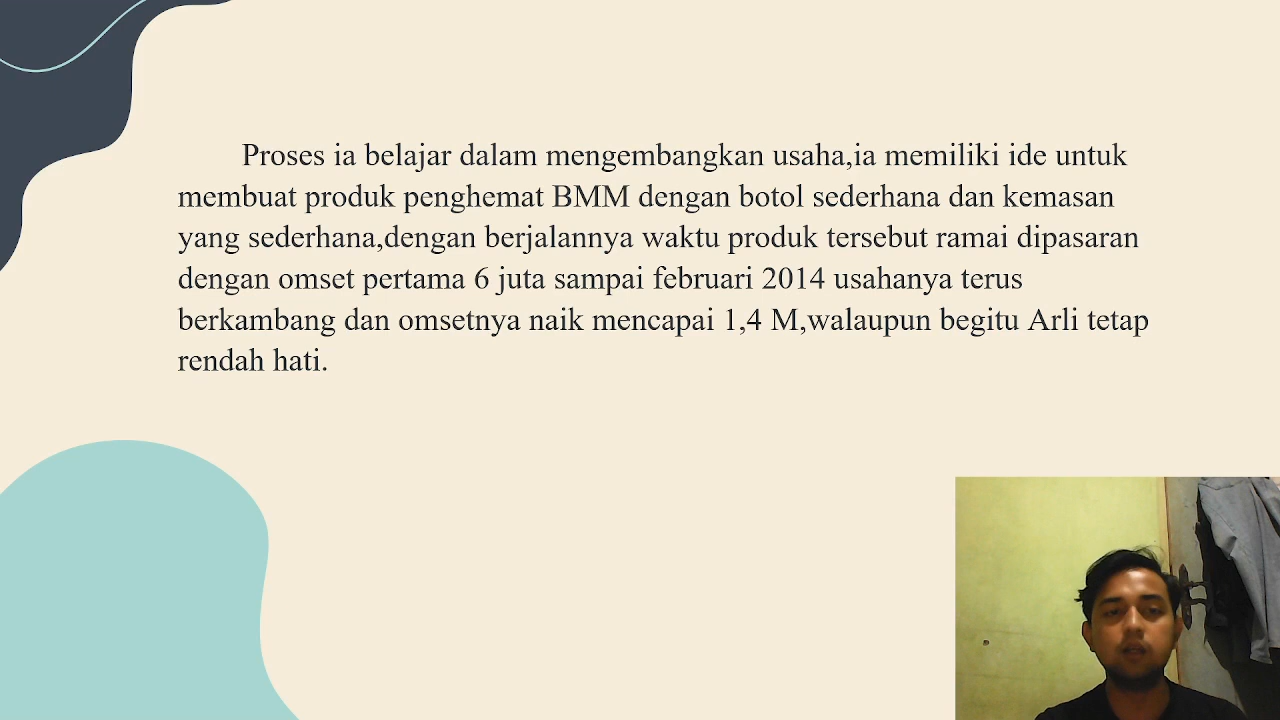 Proses ia belajar dalam mengembangkan usaha,ia memiliki ide untuk
membuat produk penghemat BMM dengan botol sederhana dan kemasan
yang sederhana,dengan berjalannya waktu produk tersebut ramai dipasaran
dengan omset pertama 6 juta sampai februari 2014 usahanya terus
berkambang dan omsetnya naik mencapai 1,4 M,walaupun begitu Arli tetap
rendah hati.